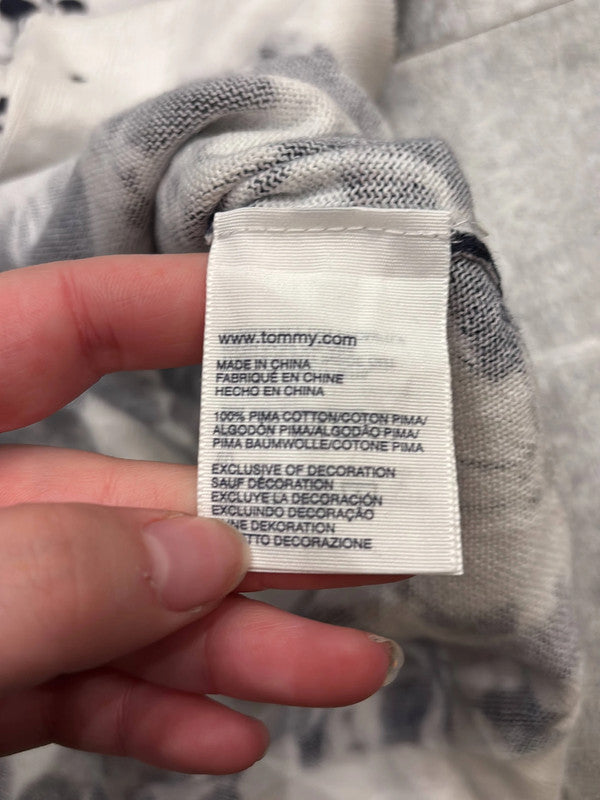 www.tommy.com
MADE IN CHINA
FABRIQUÉ EN CHINE
HECHO EN CHINA
100% PIMA COTTON/COTON PIMA/
ALGODÓN PIMA/ALGODÃO PIMA/
PIMA BAUMWOLLE/COTONE PIMA
EXCLUSIVE OF DECORATION
SAUF DÉCORATION
EXCLUYE LA DECORACIÓN
EXCLUINDO DECORAÇÃO
DEKORATION
DECORAZIONE